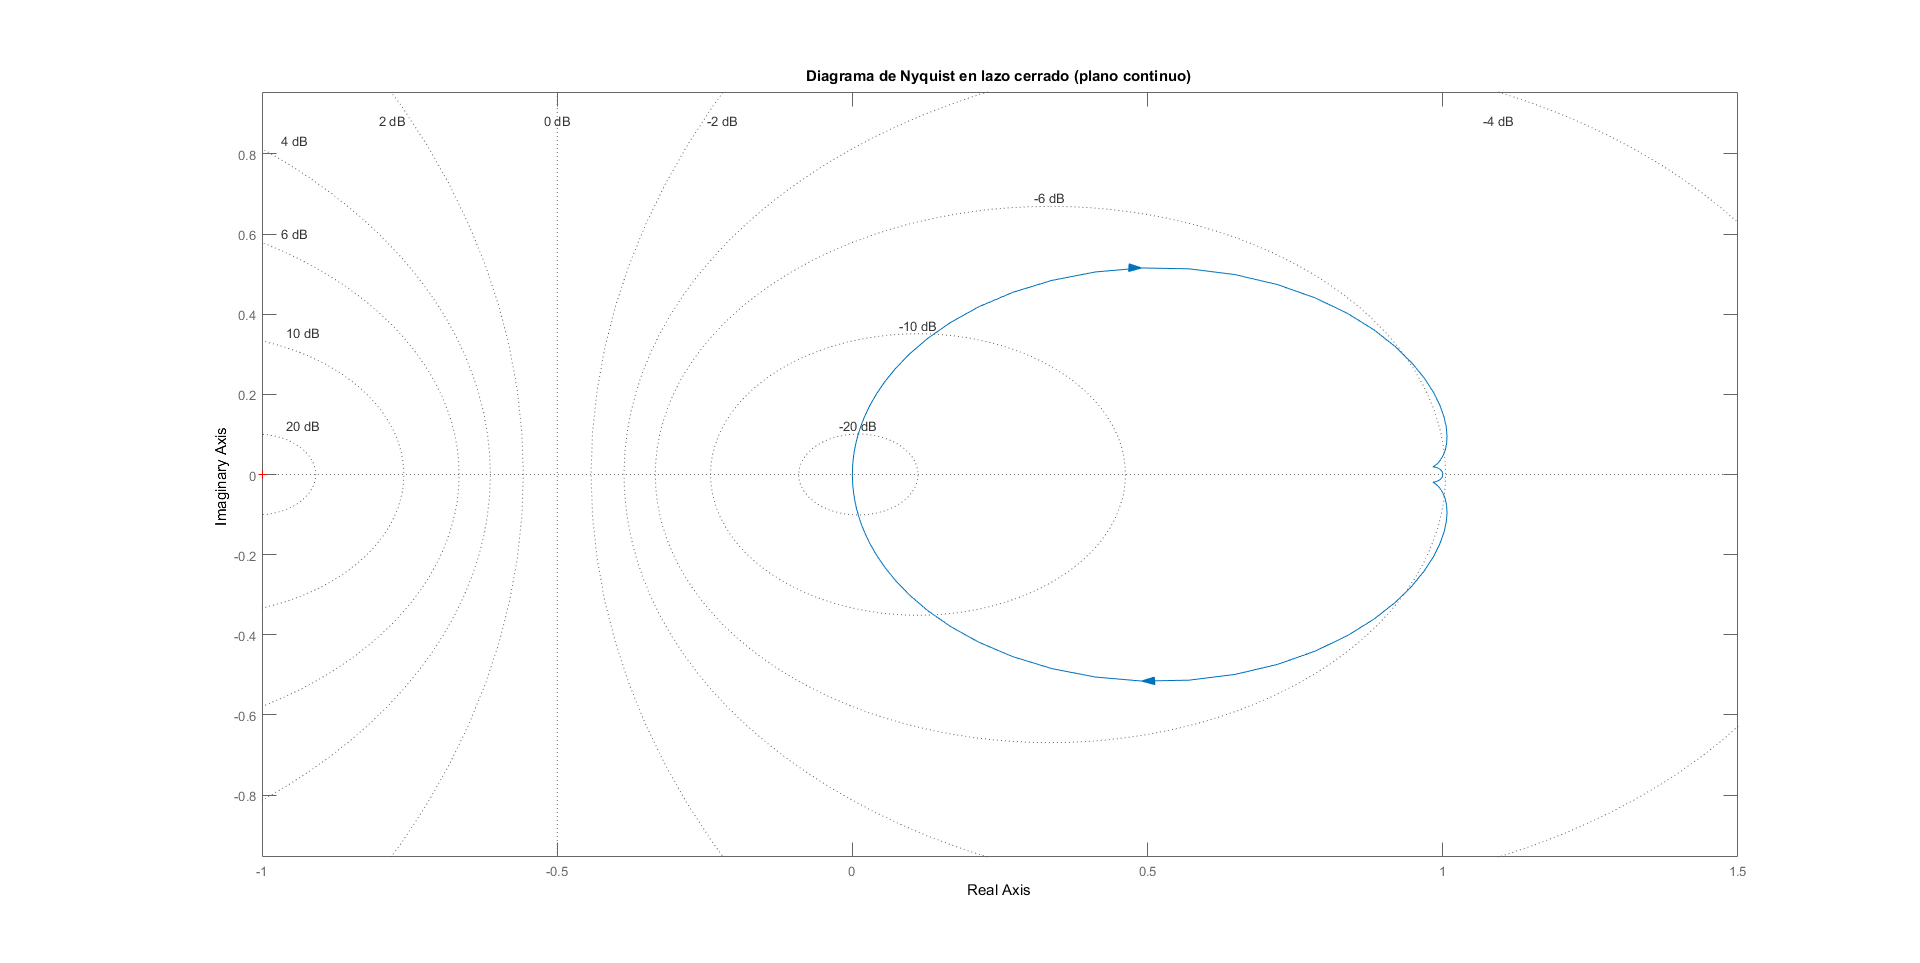 Diagrama de Nyquist en lazo cerrado (plano continuo)
2 dB
0 dB
-2 dB
-4 dB
4 dB
0.8
-6 dB
6 dB
0.6
10 dB
-10 dB
0.4
0.2
20 dB
-20 dB
Imaginary Axis
0
-0.2
-0.4
-0.6
-0.8
-1
-0.5
0
0.5
1
1.5
Real Axis